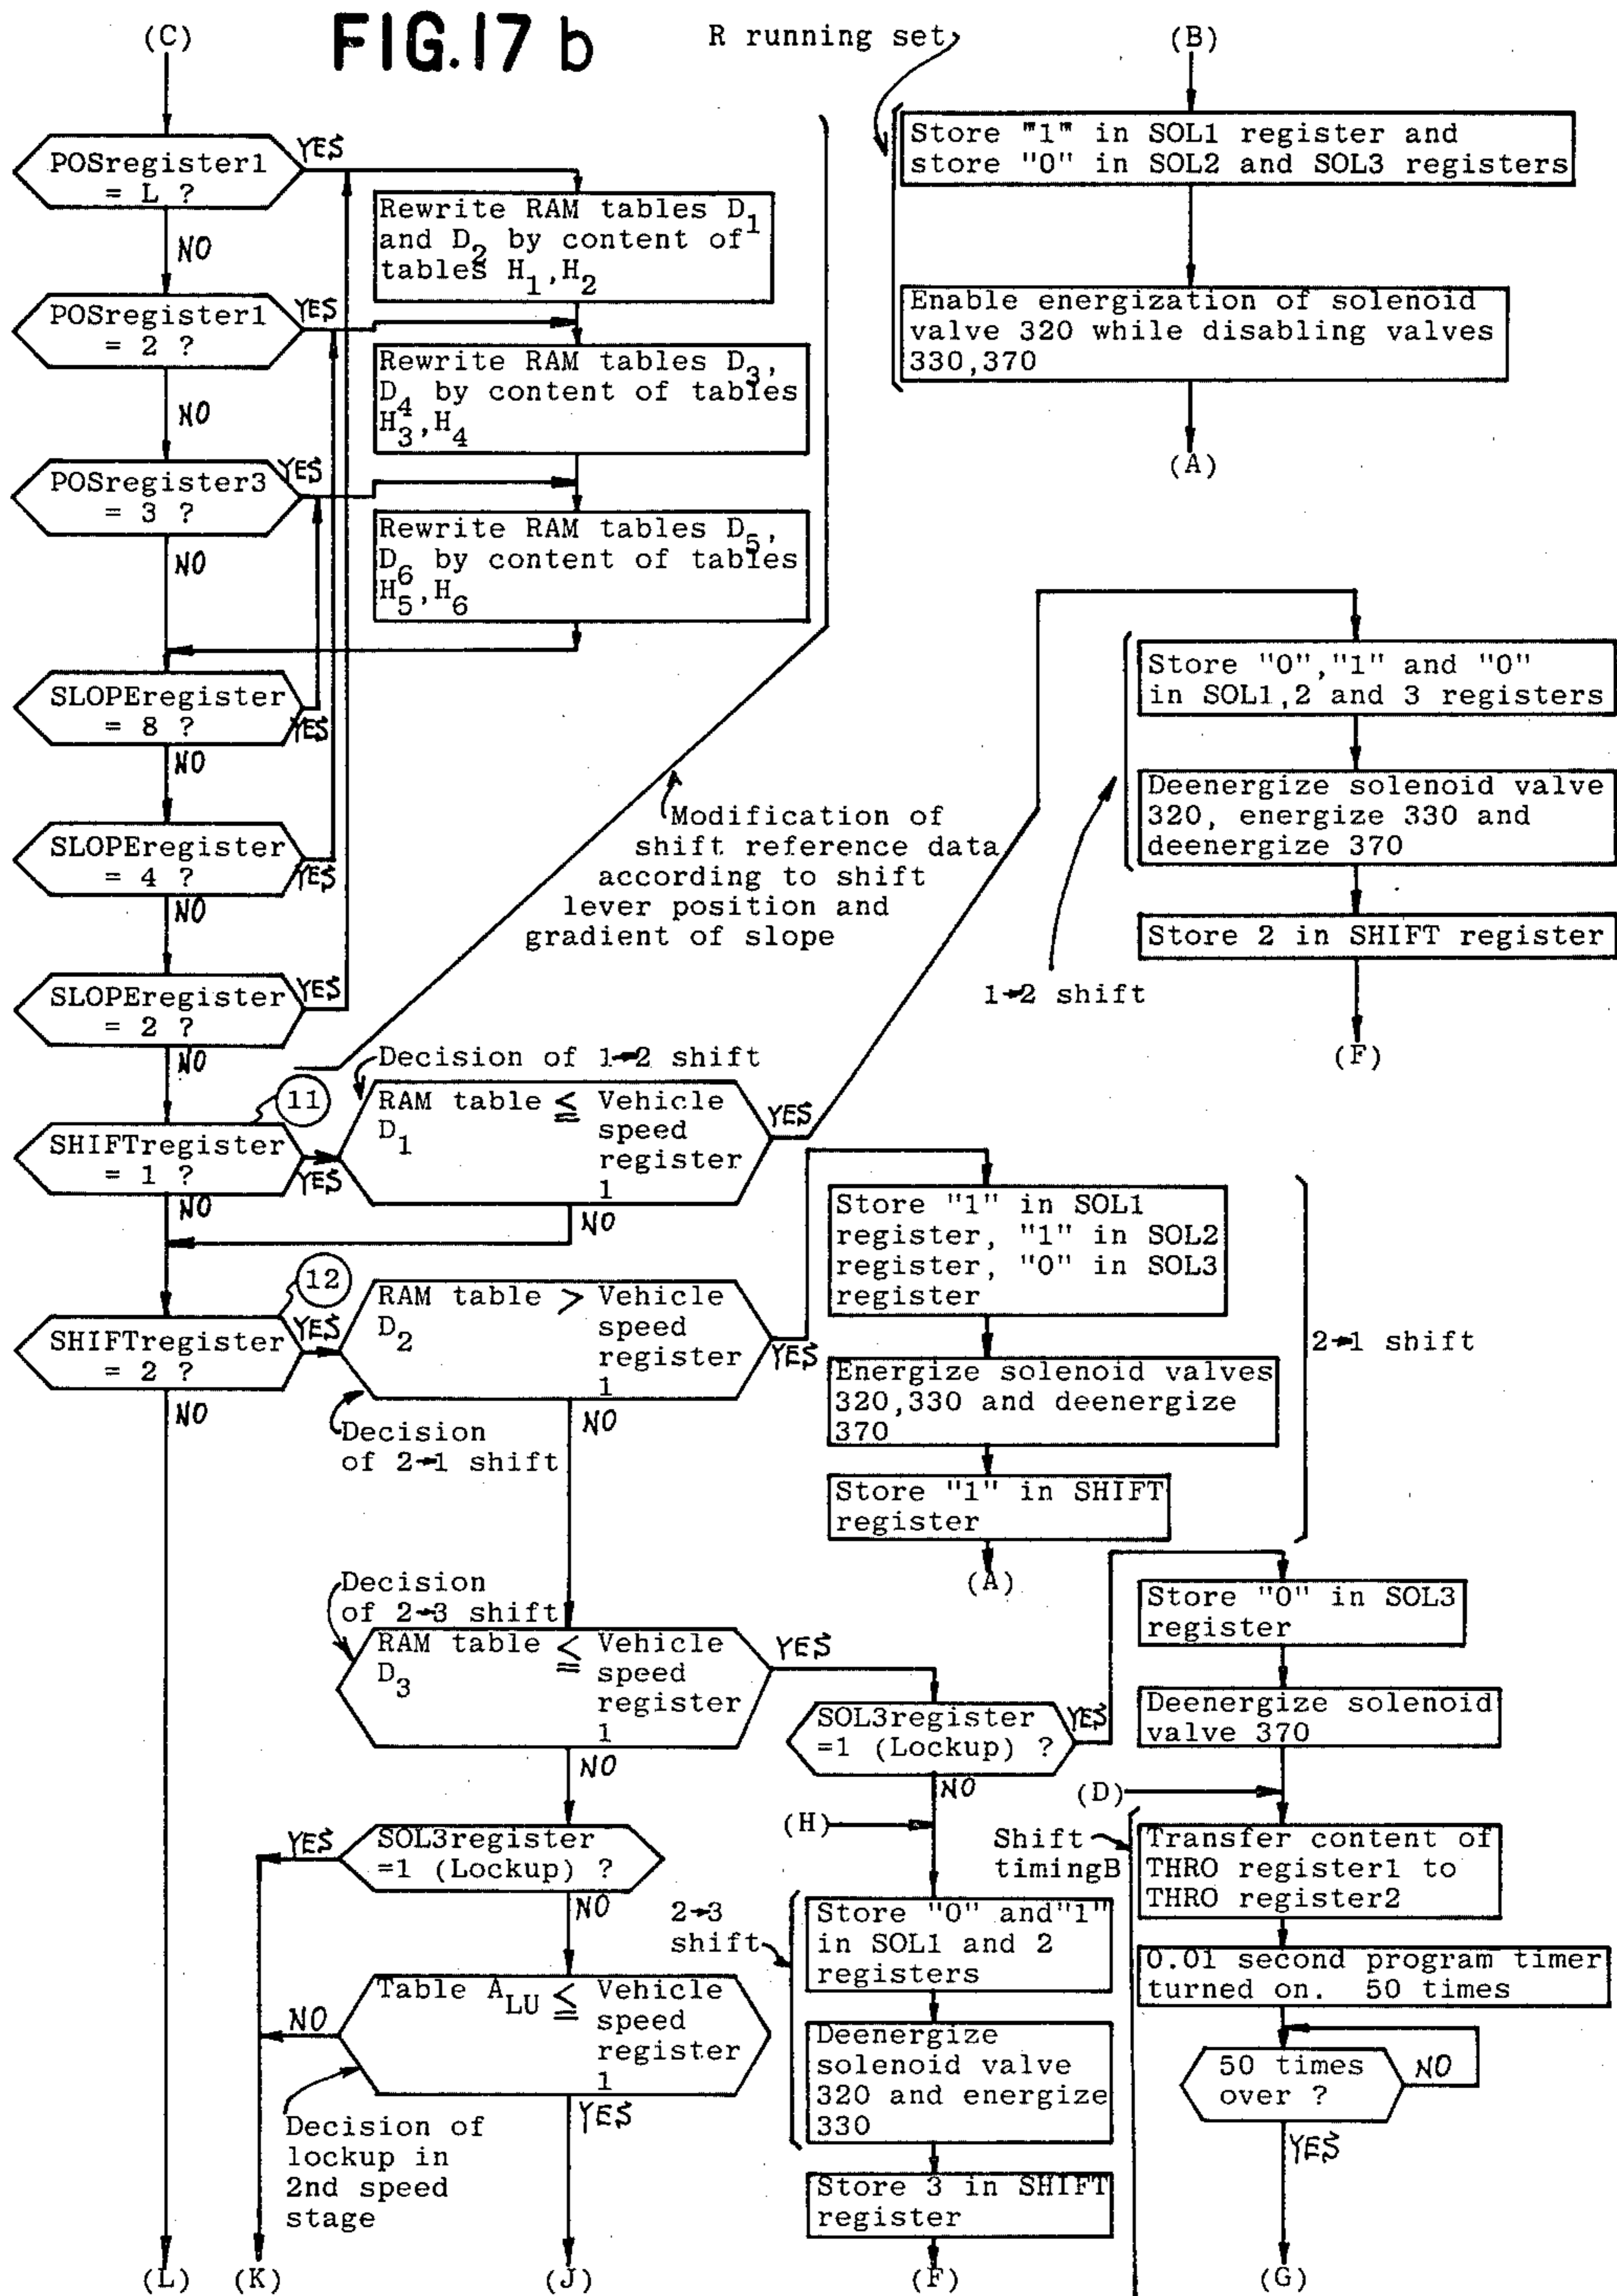 FIG.17 b
(C)
POSregister1
= L ?
YES
NO
POSregister1
= 2 ?
YES
NO
POSregister3
= 3 ?
YES
NO
Rewrite RAM tables D1
and D2 by content of
tables H1,H2
Rewrite RAM tables D3,
D4 by content of tables
H3,H4
Rewrite RAM tables D5,
D6 by content of tables
H5,H6
SLOPEregister
= 8 ?
YES
NO
SLOPEregister
= 4 ?
YES
NO
SLOPEregister
= 2 ?
YES
NO
Modification of
shift reference data
according to shift
lever position and
gradient of slope
R running set
(B)
Store "1" in SOL1 register and
store "0" in SOL2 and SOL3 registers
Enable energization of solenoid
valve 320 while disabling valves
330,370
(A)
Store "0","1" and "0"
in SOL1,2 and 3 registers
Deenergize solenoid valve
320, energize 330 and
deenergize 370
Store 2 in SHIFT register
1→2 shift
(F)
11
SHIFTregister
= 1 ?
YES
NO
Decision of 1→2 shift
RAM table ≦ Vehicle
D1 speed
register
1
YES
NO
12
SHIFTregister
= 2 ?
YES
NO
RAM table > Vehicle
D2 speed
register
1
YES
NO
Decision
of 2→1 shift
Store "1" in SOL1
register, "1" in SOL2
register, "0" in SOL3
register
Energize solenoid valves
320,330 and deenergize
370
Store "1" in SHIFT
register
2→1 shift
(A)
Decision
of 2→3 shift
RAM table ≦ Vehicle
D3 speed
register
1
YES
NO
SOL3register
=1 (Lockup) ?
YES
NO
Store "0" in SOL3
register
Deenergize solenoid
valve 370
(D)
(H)
Shift
timingB
Transfer content of
THRO register1 to
THRO register2
0.01 second program timer
turned on. 50 times
50 times
over ?
NO
YES
(G)
SOL3register
=1 (Lockup) ?
YES
NO
2→3
shift
Store "0" and"1"
in SOL1 and 2
registers
Deenergize
solenoid valve
320 and energize
330
Store 3 in SHIFT
register
(F)
Table ALU ≦ Vehicle
speed
register
1
NO
YES
Decision of
lockup in
2nd speed
stage
(L) (K) (J)